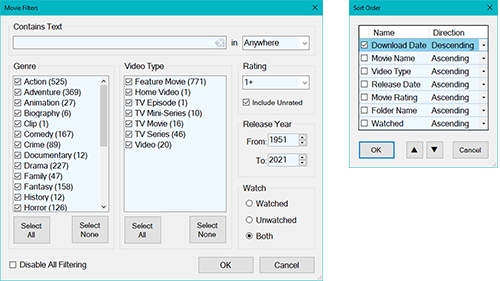 Movie Filters
Contains Text
in Anywhere
Genre
Action (525)
Adventure (369)
Animation (27)
Biography (6)
Clip (1)
Comedy (167)
Crime (89)
Documentary (12)
Drama (227)
Family (47)
Fantasy (158)
History (12)
Horror (126)
Select All
Select None
Video Type
Feature Movie (771)
Home Video (1)
TV Episode (1)
TV Mini-Series (10)
TV Movie (16)
TV Series (46)
Video (20)
Select All
Select None
Rating
1+
Include Unrated
Release Year
From: 1951
To: 2021
Watch
Watched
Unwatched
Both
Disable All Filtering
OK
Cancel
Sort Order
Name Direction
Download Date Descending
Movie Name Ascending
Video Type Ascending
Release Date Ascending
Movie Rating Ascending
Folder Name Ascending
Watched Ascending
OK
Cancel